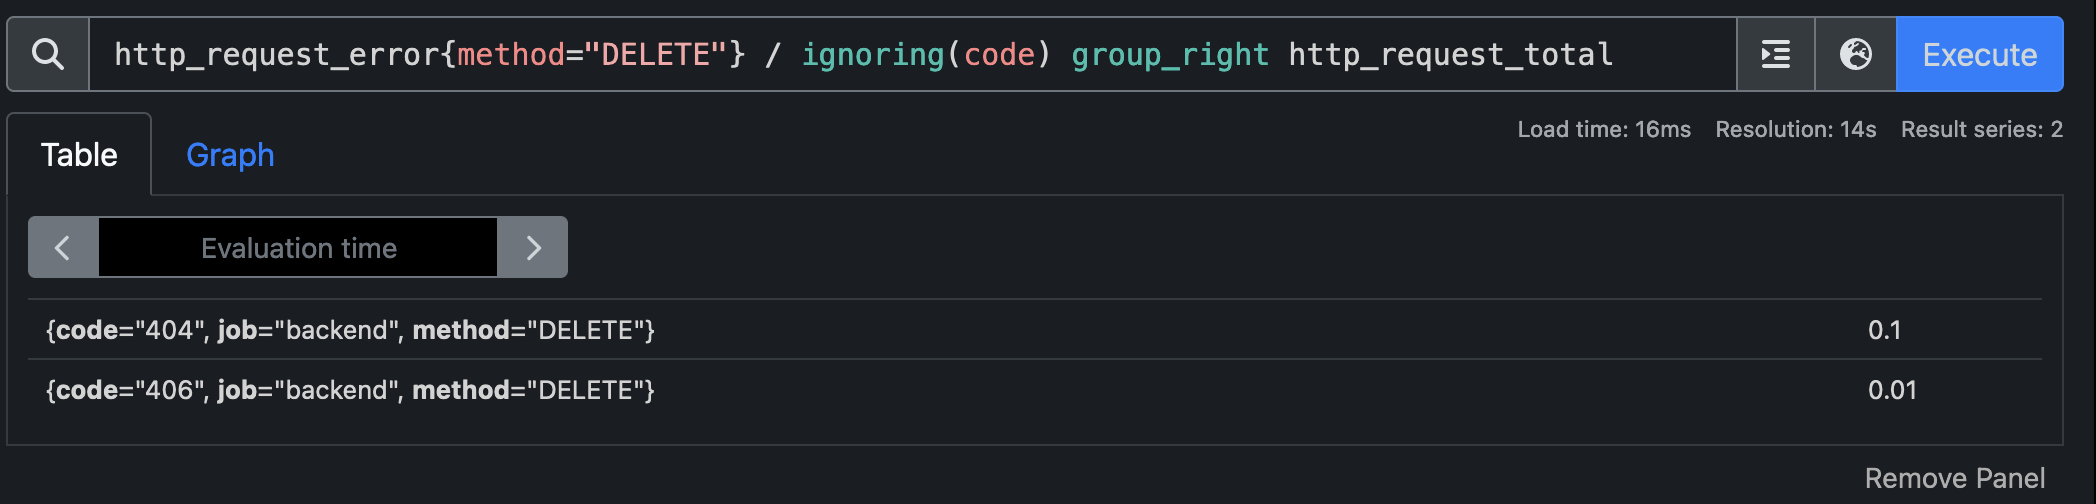 http_request_error{method="DELETE"} / ignoring(code) group_right http_request_total
Execute
Load time: 16ms Resolution: 14s Result series: 2
Table Graph
Evaluation time
{code="404", job="backend", method="DELETE"} 0.1
{code="406", job="backend", method="DELETE"} 0.01
Remove Panel